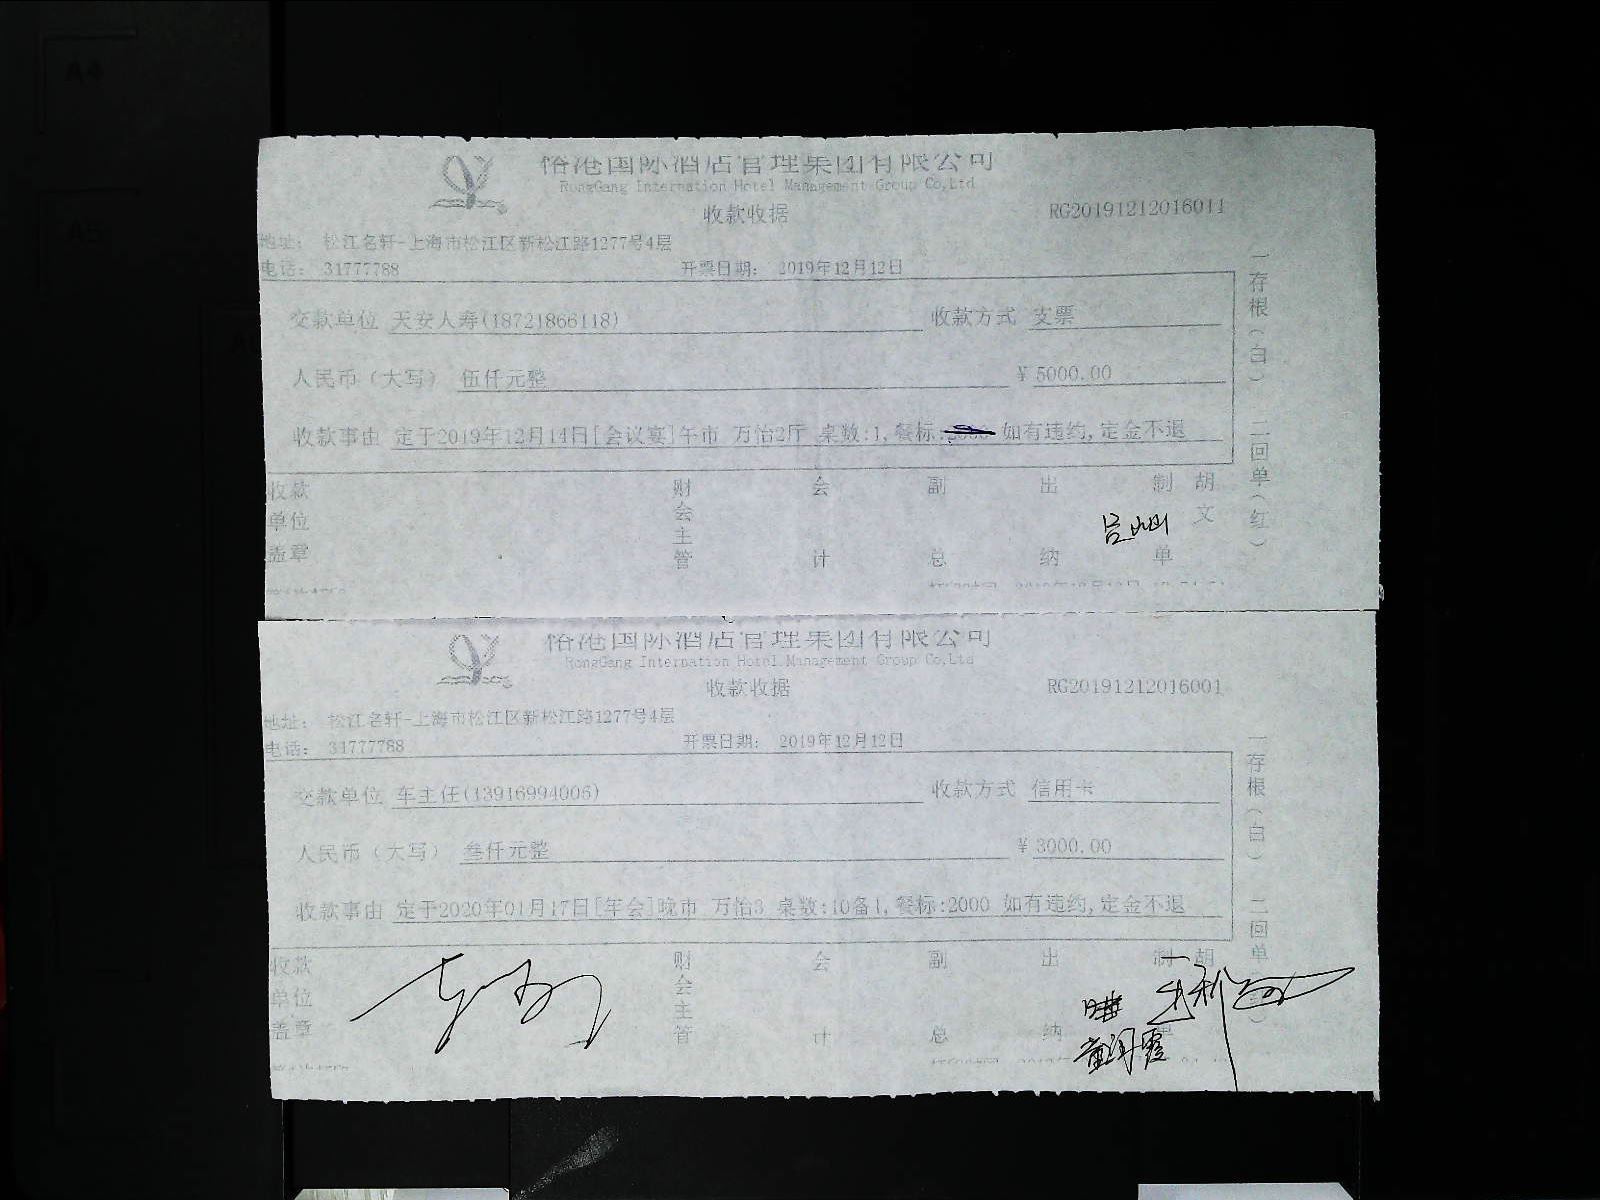 国际酒店管理集团有限公司
RongGang Internation Hotel Management Group Co,Ltd
收款收据
RG20191212016011
地址： 松江名轩-上海市松江区新松江路1277号4层
电话： 31777788 开票日期： 2019年12月12日
交款单位 天安人寿(18721866118) 收款方式 支票
人民币（大写） 伍仟元整 ¥ 5000.00
收款事由 定于2019年12月14日[会议宴]午市 万怡2厅 桌数:1,餐标: 如有违约,定金不退
收款单位盖章 财会主管 会计 副总 出纳 制单 胡文
一存根（白） 二回单（红）
国际酒店管理集团有限公司
RongGang Internation Hotel Management Group Co,Ltd
收款收据
RG20191212016001
地址： 松江名轩-上海市松江区新松江路1277号4层
电话： 31777788 开票日期： 2019年12月12日
交款单位 车主任(13916994006) 收款方式 信用卡
人民币（大写） 叁仟元整 ¥ 3000.00
收款事由 定于2020年01月17日[年会]晚市 万怡3 桌数:10备1,餐标:2000 如有违约,定金不退
收款单位盖章 财会主管 会计 副总 出纳 制 胡
一存根（白） 二回单